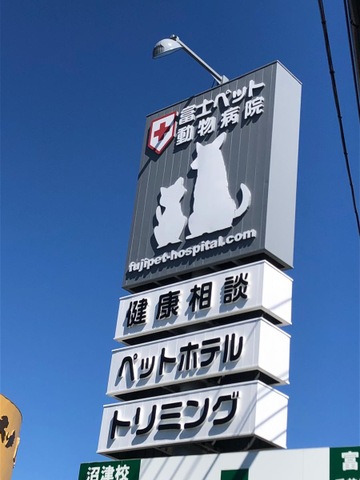 富士ペット
動物病院
fujipet-hospital.com
健康相談
ペットホテル
トリミング
沼津校
富